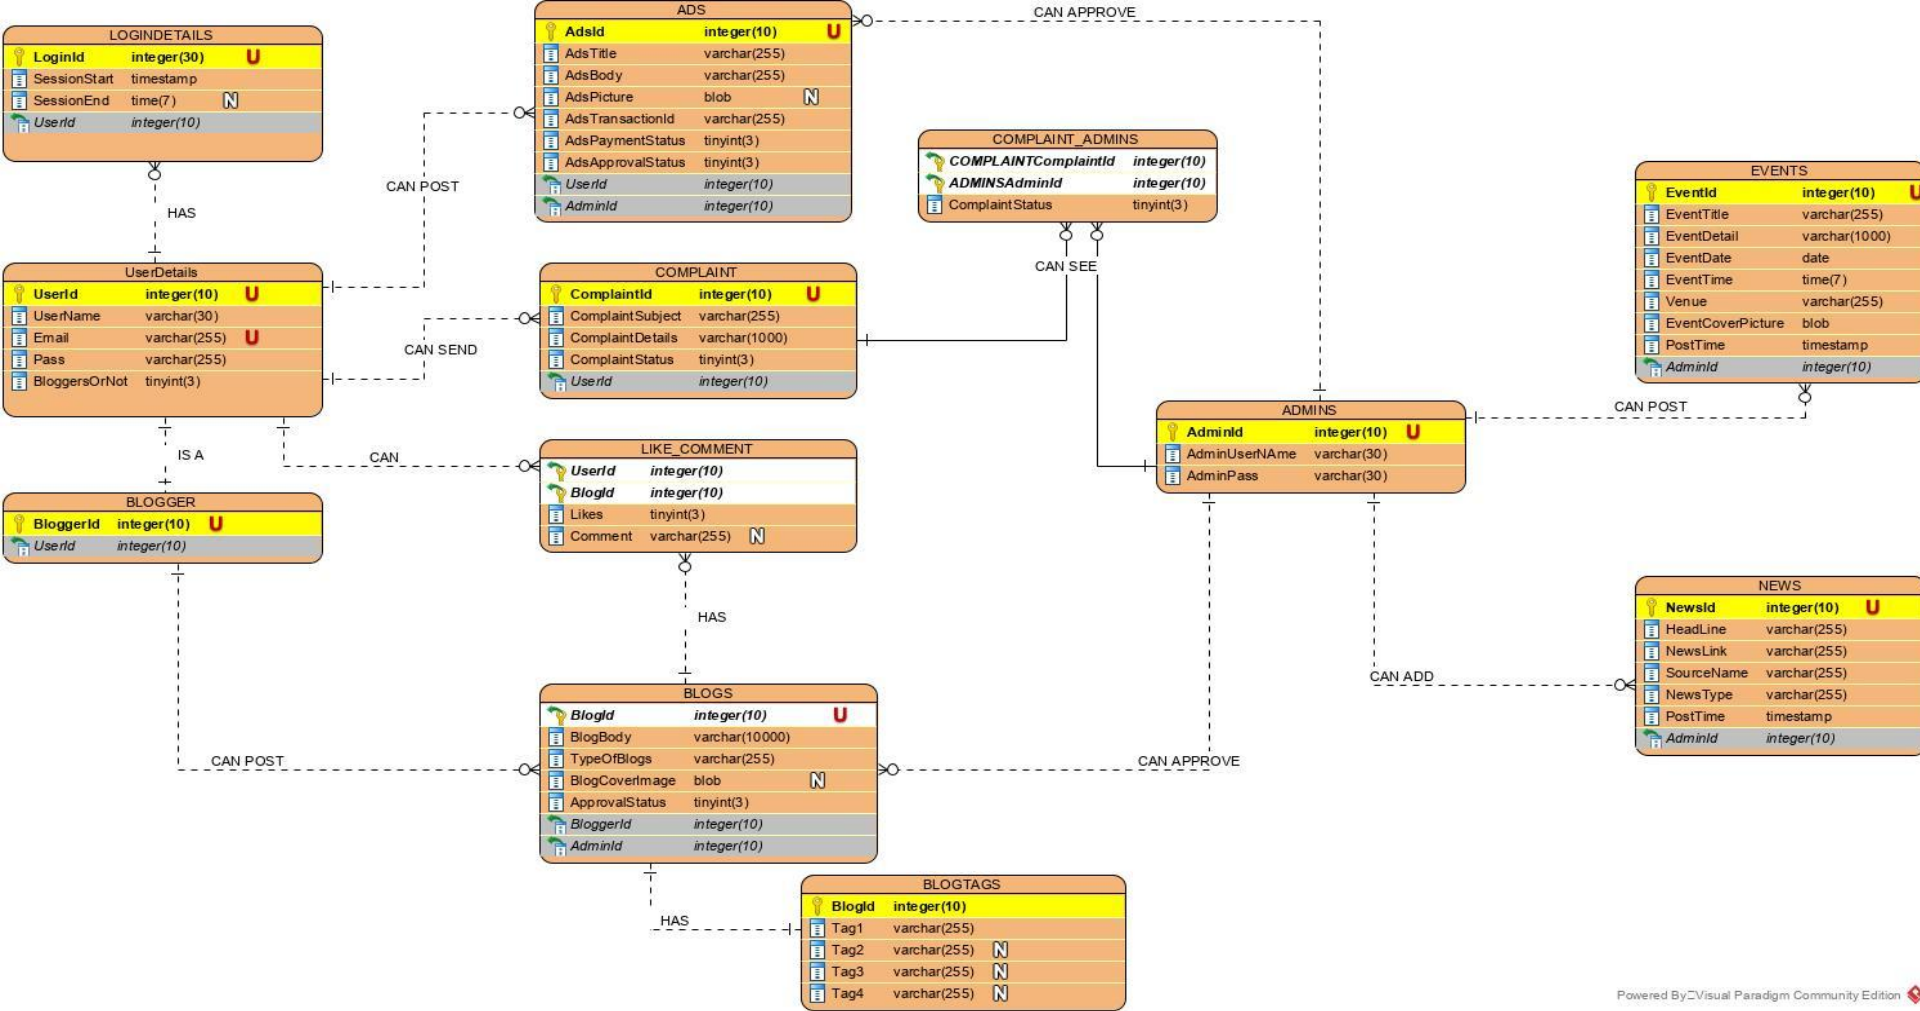 LOGINDETAILS
LoginId integer(30) U
SessionStart timestamp
SessionEnd time(7) N
UserId integer(10)
HAS
UserDetails
UserId integer(10) U
UserName varchar(30)
Email varchar(255) U
Pass varchar(255)
BloggersOrNot tinyint(3)
IS A
BLOGGER
BloggerId integer(10) U
UserId integer(10)
CAN POST
CAN SEND
CAN
CAN POST
ADS
AdsId integer(10) U
AdsTitle varchar(255)
AdsBody varchar(255)
AdsPicture blob N
AdsTransactionId varchar(255)
AdsPaymentStatus tinyint(3)
AdsApprovalStatus tinyint(3)
UserId integer(10)
AdminId integer(10)
COMPLAINT
ComplaintId integer(10) U
ComplaintSubject varchar(255)
ComplaintDetails varchar(1000)
ComplaintStatus tinyint(3)
UserId integer(10)
LIKE_COMMENT
UserId integer(10)
BlogId integer(10)
Likes tinyint(3)
Comment varchar(255) N
HAS
BLOGS
BlogId integer(10) U
BlogBody varchar(10000)
TypeOfBlogs varchar(255)
BlogCoverImage blob N
ApprovalStatus tinyint(3)
BloggerId integer(10)
AdminId integer(10)
HAS
BLOGTAGS
BlogId integer(10)
Tag1 varchar(255)
Tag2 varchar(255) N
Tag3 varchar(255) N
Tag4 varchar(255) N
CAN APPROVE
COMPLAINT_ADMINS
COMPLAINTComplaintId integer(10)
ADMINSAdminId integer(10)
ComplaintStatus tinyint(3)
CAN SEE
ADMINS
AdminId integer(10) U
AdminUserNAme varchar(30)
AdminPass varchar(30)
CAN APPROVE
CAN POST
CAN ADD
EVENTS
EventId integer(10) U
EventTitle varchar(255)
EventDetail varchar(1000)
EventDate date
EventTime time(7)
Venue varchar(255)
EventCoverPicture blob
PostTime timestamp
AdminId integer(10)
NEWS
NewsId integer(10) U
HeadLine varchar(255)
NewsLink varchar(255)
SourceName varchar(255)
NewsType varchar(255)
PostTime timestamp
AdminId integer(10)
Powered By Visual Paradigm Community Edition